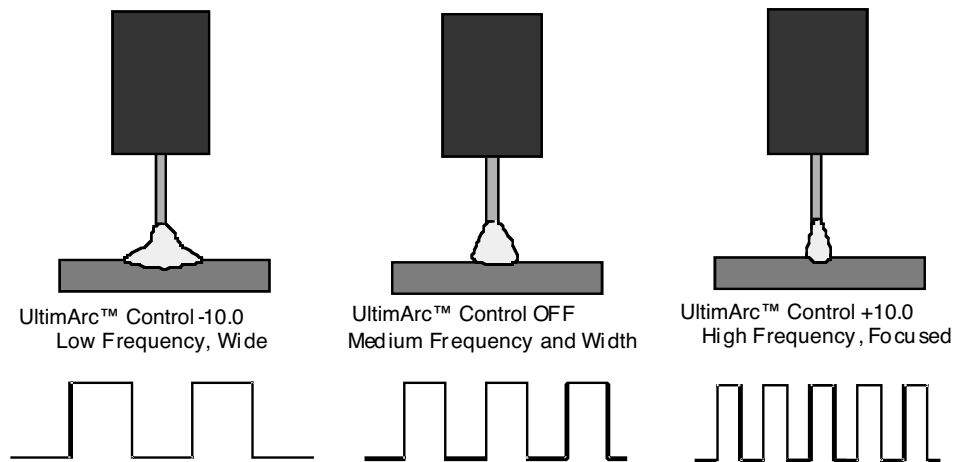 UltimArc™ Control -10.0
Low Frequency, Wide
UltimArc™ Control OFF
Medium Frequency and Width
UltimArc™ Control +10.0
High Frequency, Focused